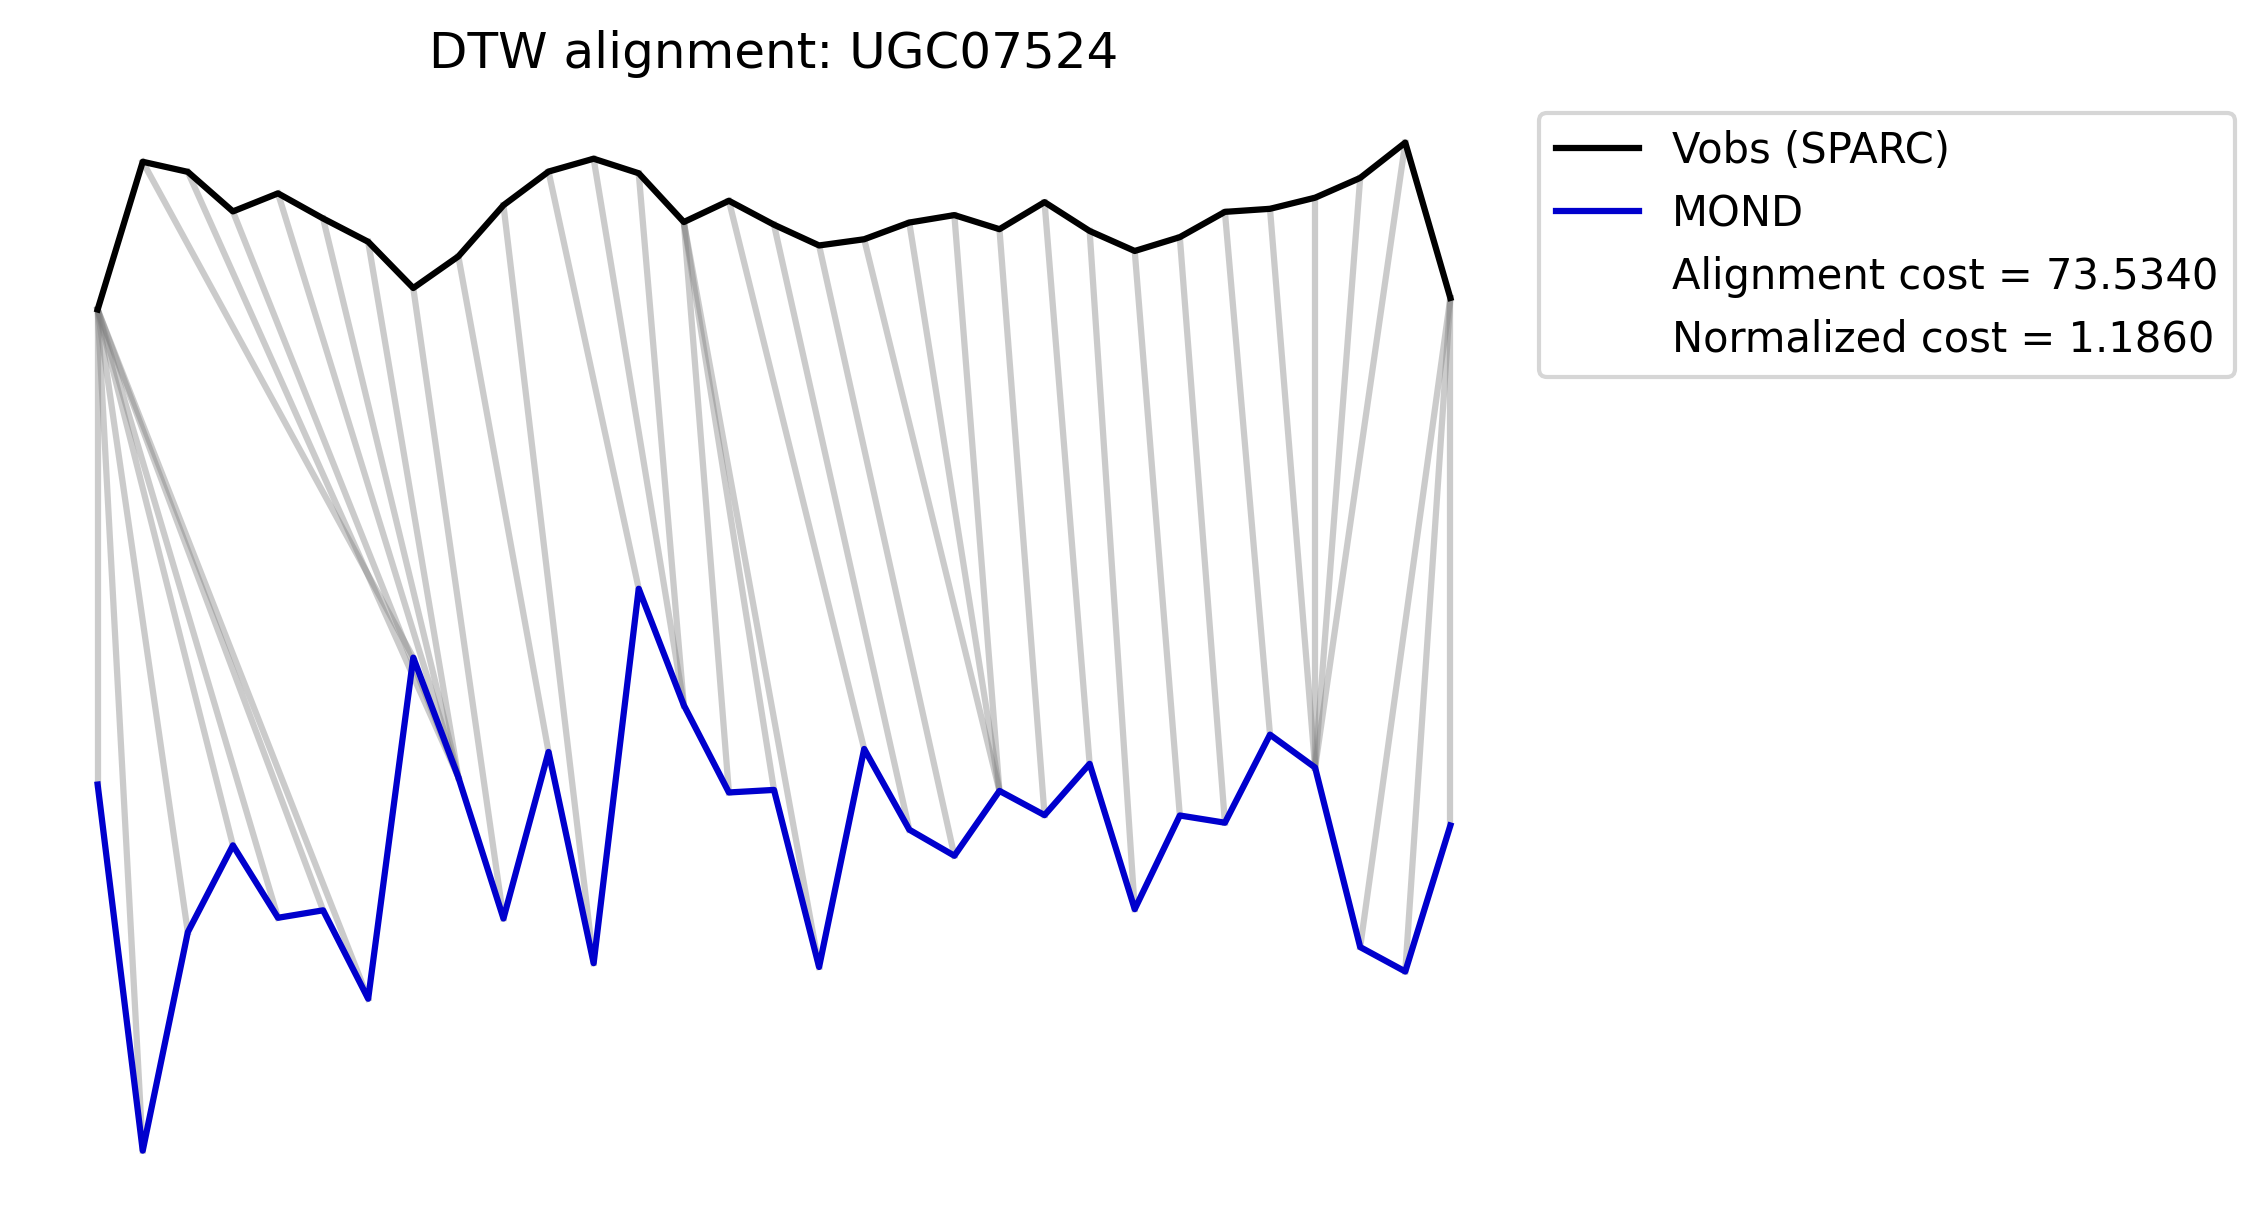 DTW alignment: UGC07524
Vobs (SPARC)
MOND
Alignment cost = 73.5340
Normalized cost = 1.1860